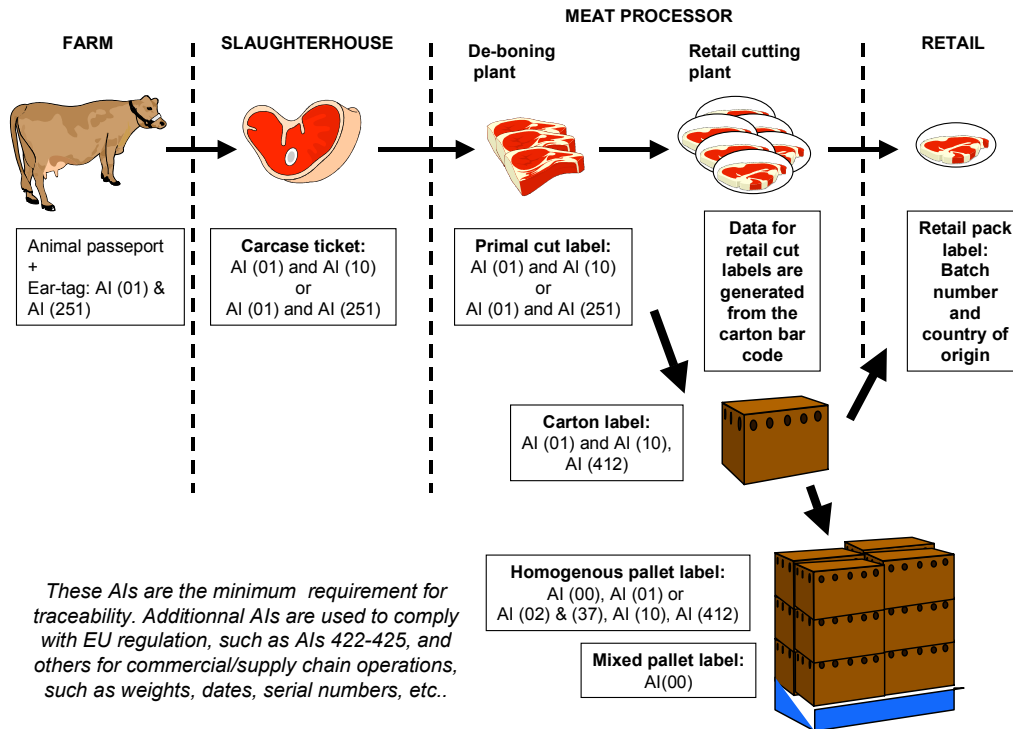 MEAT PROCESSOR
FARM
SLAUGHTERHOUSE
De-boning
plant
Retail cutting
plant
RETAIL
Animal passeport
+
Ear-tag: AI (01) &
AI (251)
Carcase ticket:
AI (01) and AI (10)
or
AI (01) and AI (251)
Primal cut label:
AI (01) and AI (10)
or
AI (01) and AI (251)
Data for
retail cut
labels are
generated
from the
carton bar
code
Retail pack
label:
Batch
number
and
country of
origin
Carton label:
AI (01) and AI (10),
AI (412)
Homogenous pallet label:
AI (00), AI (01) or
AI (02) & (37), AI (10), AI (412)
Mixed pallet label:
AI(00)
These AIs are the minimum requirement for
traceability. Additionnal AIs are used to comply
with EU regulation, such as AIs 422-425, and
others for commercial/supply chain operations,
such as weights, dates, serial numbers, etc..